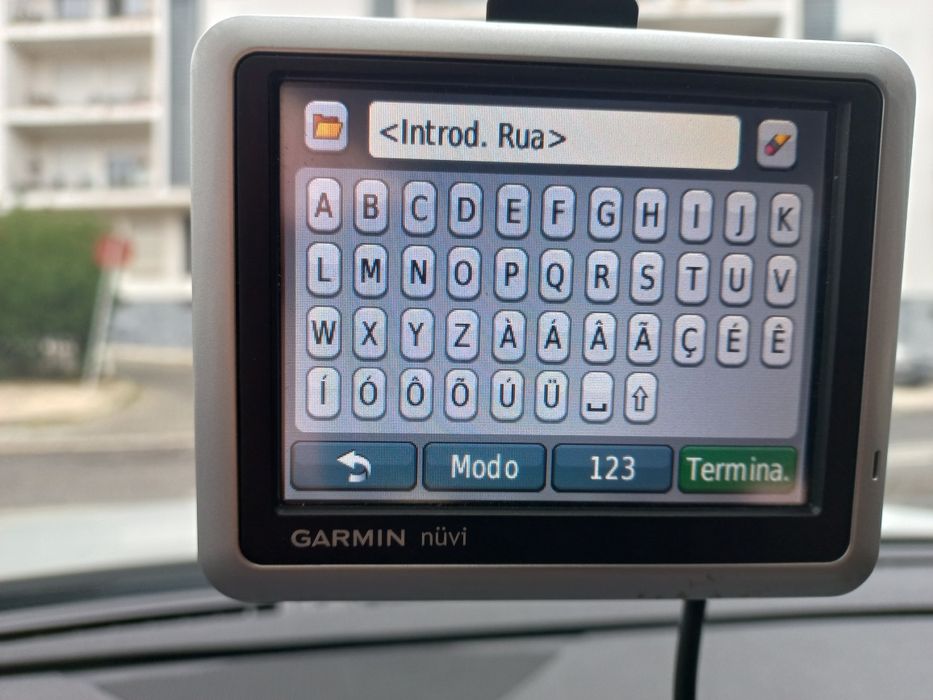 <Introd. Rua>
A B C D E F G H I J K
L M N O P Q R S T U V
W X Y Z À Á Â Ã Ç É Ê
Í Ó Ô Õ Ú Ü
Modo 123 Termina.
GARMIN nüvi